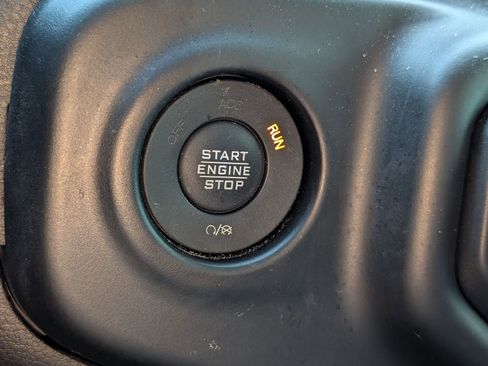 OFF
ACC
RUN
START
ENGINE
STOP